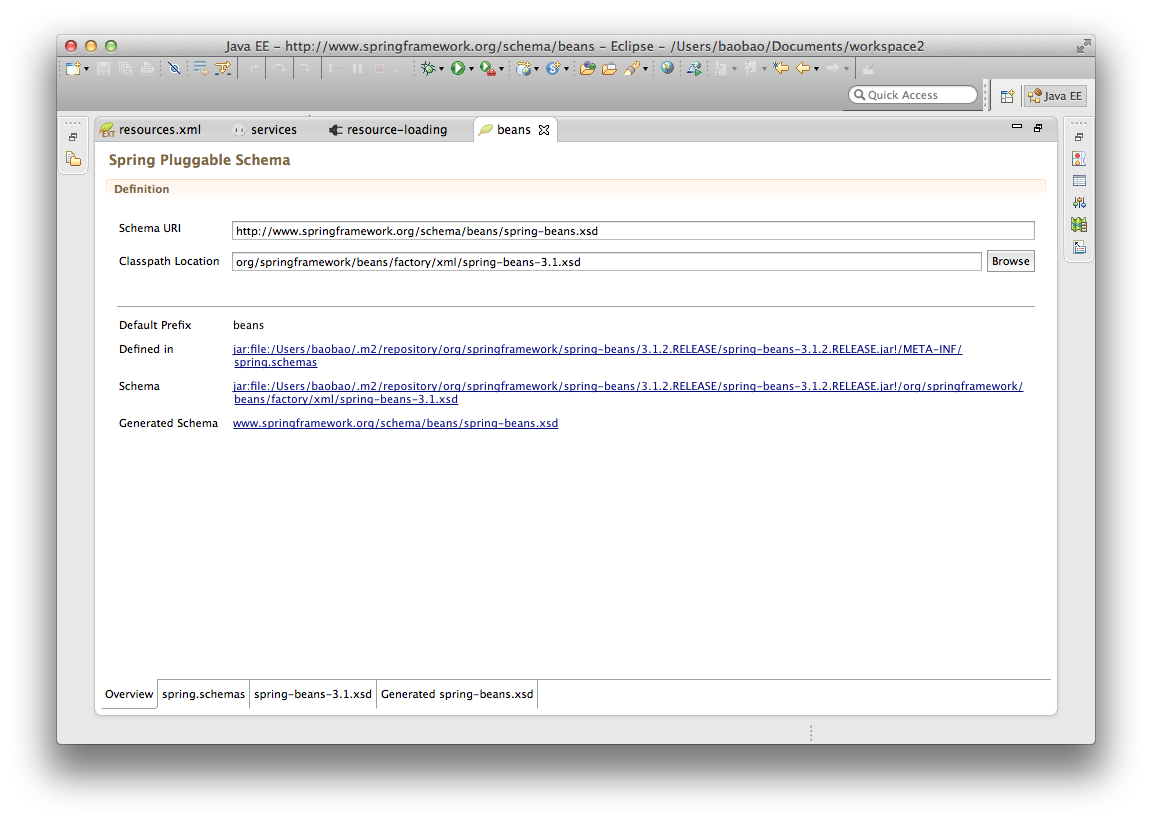 Java EE - http://www.springframework.org/schema/beans - Eclipse - /Users/baobao/Documents/workspace2
Quick Access
Java EE
EXT resources.xml services resource-loading beans
Spring Pluggable Schema
Definition
Schema URI http://www.springframework.org/schema/beans/spring-beans.xsd
Classpath Location org/springframework/beans/factory/xml/spring-beans-3.1.xsd Browse
Default Prefix beans
Defined in jar:file:/Users/baobao/.m2/repository/org/springframework/spring-beans/3.1.2.RELEASE/spring-beans-3.1.2.RELEASE.jar!/META-INF/
spring.schemas
Schema jar:file:/Users/baobao/.m2/repository/org/springframework/spring-beans/3.1.2.RELEASE/spring-beans-3.1.2.RELEASE.jar!/org/springframework/
beans/factory/xml/spring-beans-3.1.xsd
Generated Schema www.springframework.org/schema/beans/spring-beans.xsd
Overview spring.schemas spring-beans-3.1.xsd Generated spring-beans.xsd